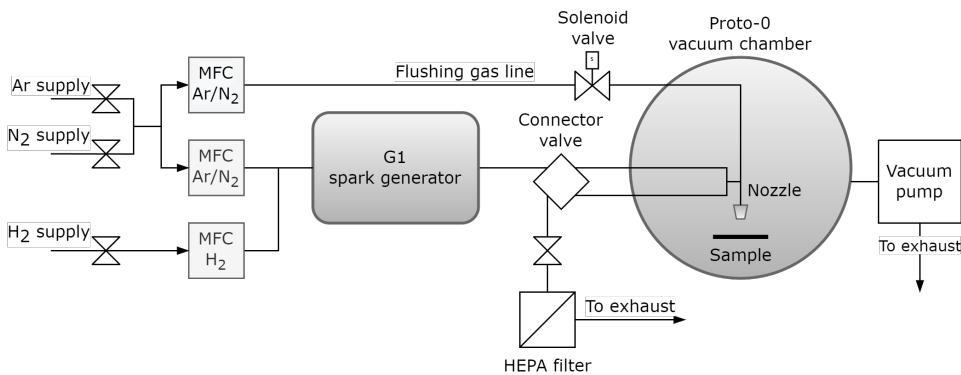 Solenoid
valve
Proto-0
vacuum chamber
Ar supply
MFC
Ar/N₂
Flushing gas line
S
Connector
valve
N₂ supply
MFC
Ar/N₂
G1
spark generator
Nozzle
Vacuum
pump
H₂ supply
MFC
H₂
Sample
To exhaust
To exhaust
HEPA filter